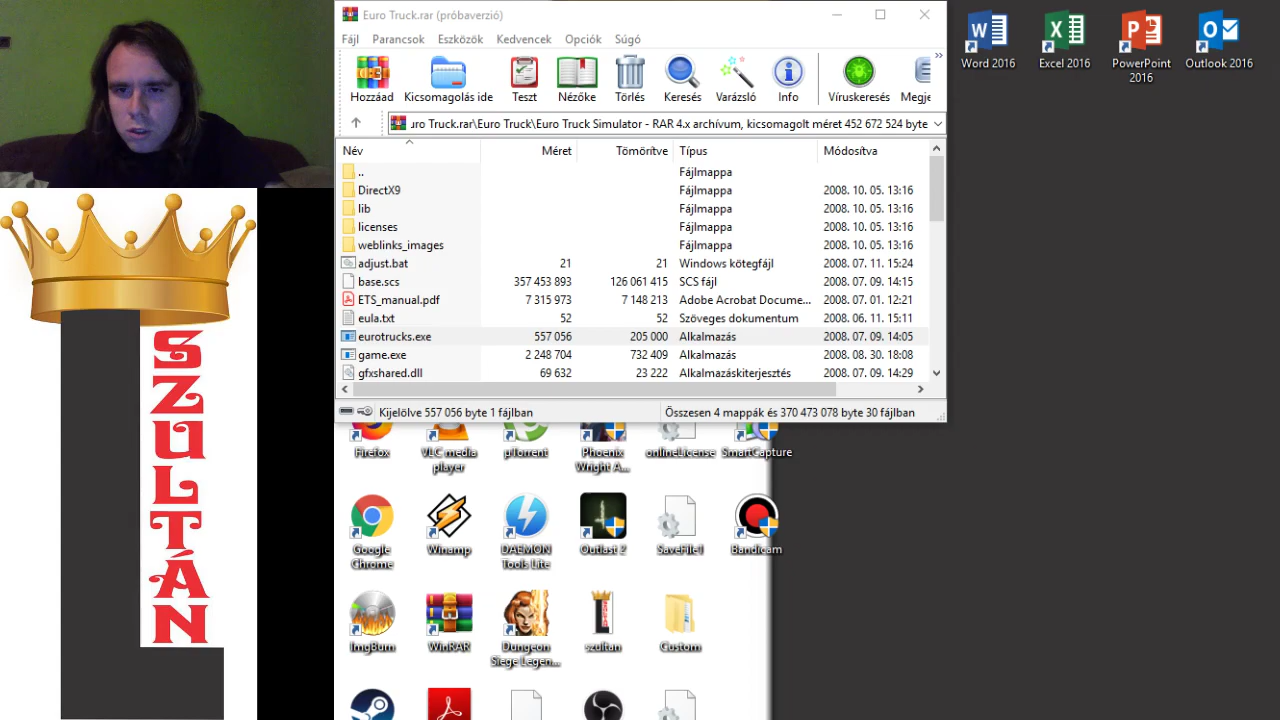 Euro Truck.rar (próbaverzió)
Fájl Parancsok Eszközök Kedvencek Opciók Súgó
Hozzáad Kicsomagolás ide Teszt Nézőke Törlés Keresés Varázsló Info Víruskeresés Megje
»
uro Truck.rar\Euro Truck\Euro Truck Simulator - RAR 4.x archívum, kicsomagolt méret 452 672 524 byte
Név Méret Tömörítve Típus Módosítva
.. Fájlmappa
DirectX9 Fájlmappa 2008. 10. 05. 13:16
lib Fájlmappa 2008. 10. 05. 13:16
licenses Fájlmappa 2008. 10. 05. 13:16
weblinks_images Fájlmappa 2008. 10. 05. 13:16
adjust.bat 21 21 Windows kötegfájl 2008. 07. 11. 15:24
base.scs 357 453 893 126 061 415 SCS fájl 2008. 07. 09. 14:15
ETS_manual.pdf 7 315 973 7 148 213 Adobe Acrobat Docume... 2008. 07. 01. 12:21
eula.txt 52 52 Szöveges dokumentum 2008. 06. 11. 15:11
eurotrucks.exe 557 056 205 000 Alkalmazás 2008. 07. 09. 14:05
game.exe 2 248 704 732 409 Alkalmazás 2008. 08. 30. 18:08
gfxshared.dll 69 632 23 222 Alkalmazáskiterjesztés 2008. 07. 09. 14:29
Kijelölve 557 056 byte 1 fájlban Összesen 4 mappák és 370 473 078 byte 30 fájlban
Word 2016 Excel 2016 PowerPoint 2016 Outlook 2016
SZULTÁN
Firefox VLC media player µTorrent Phoenix Wright A... onlineLicense SmartCapture
Google Chrome Winamp DAEMON Tools Lite Outlast 2 SaveFile1 Bandicam
ImgBurn WinRAR Dungeon Siege Legen... szultan Custom